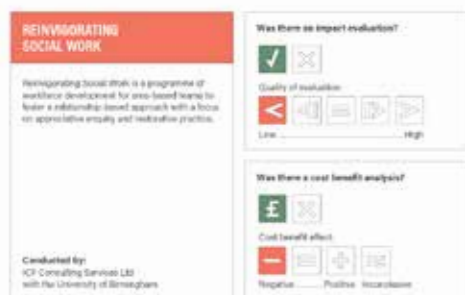 REINVIGORATING
SOCIAL WORK
Reinvigorating Social Work is a programme of
workforce development for area-based teams to
foster a relationship based approach with a focus
on appreciative enquiry and restorative practice.
Conducted by:
ICF Consulting Services Ltd
with the University of Birmingham
Was there an impact evaluation?
Quality of evaluation
Low High
Was there a cost benefit analysis?
£
Cost benefit effect
Negative Positive Inconclusive